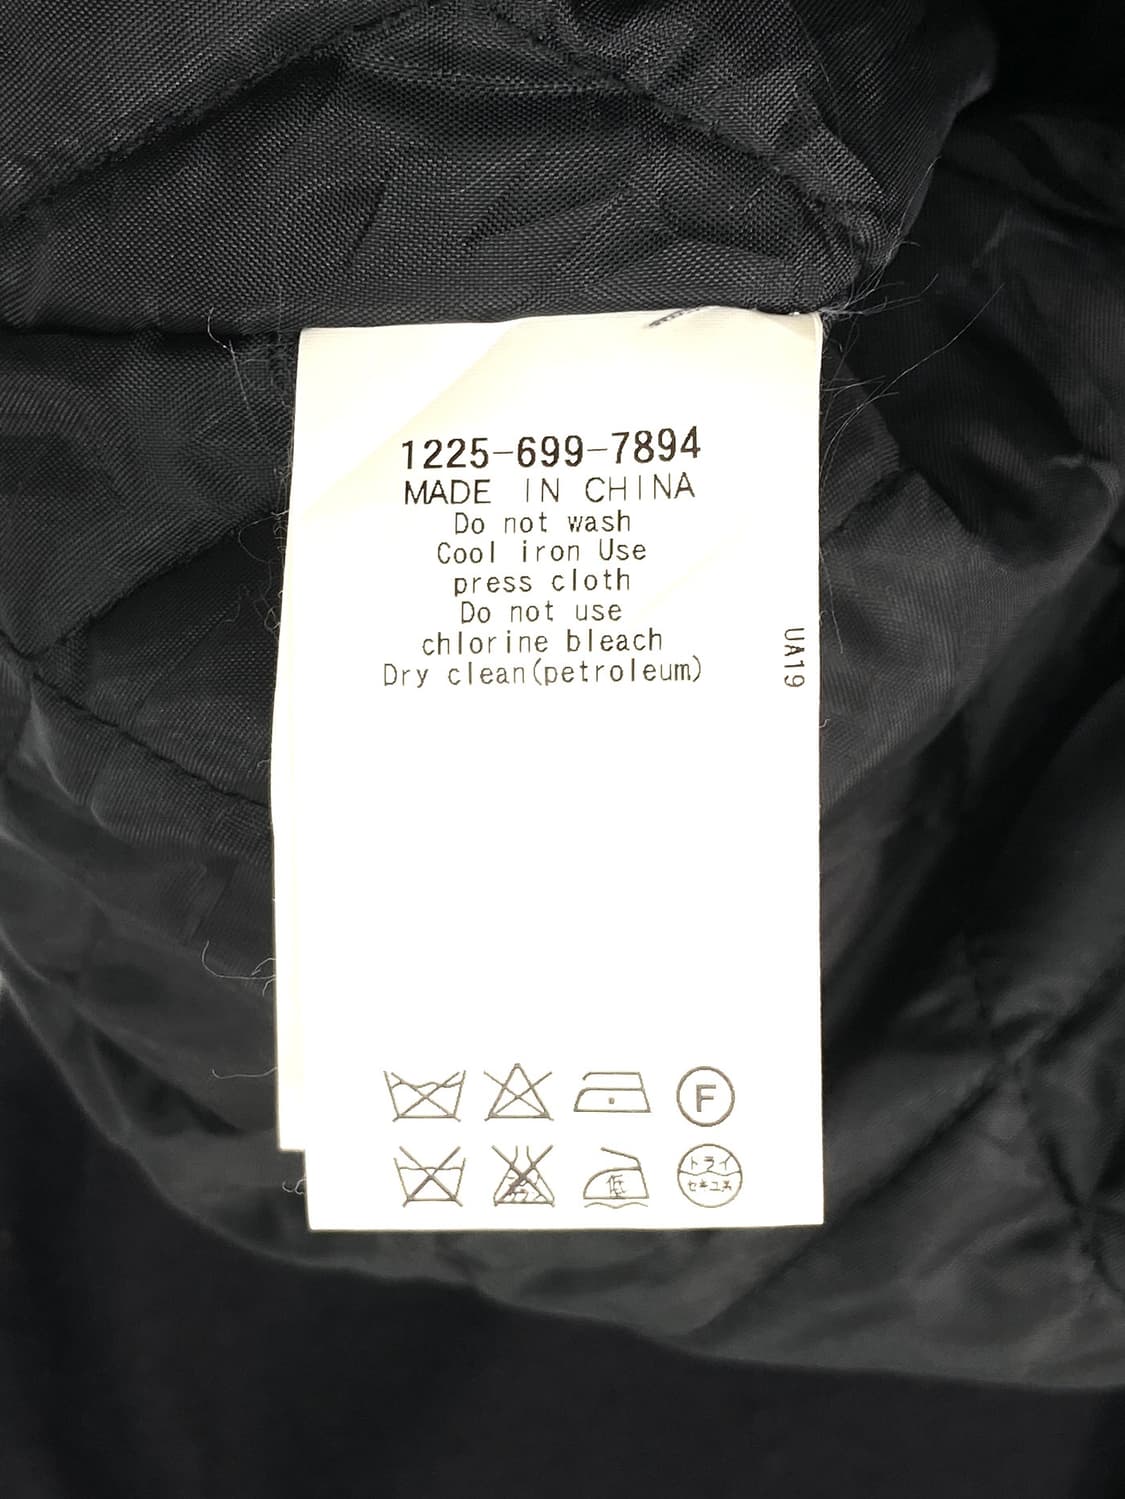 1225-699-7894
MADE IN CHINA
Do not wash
Cool iron Use
press cloth
Do not use
chlorine bleach
Dry clean(petroleum)
UA19
F
低
ドライ
セキユ系